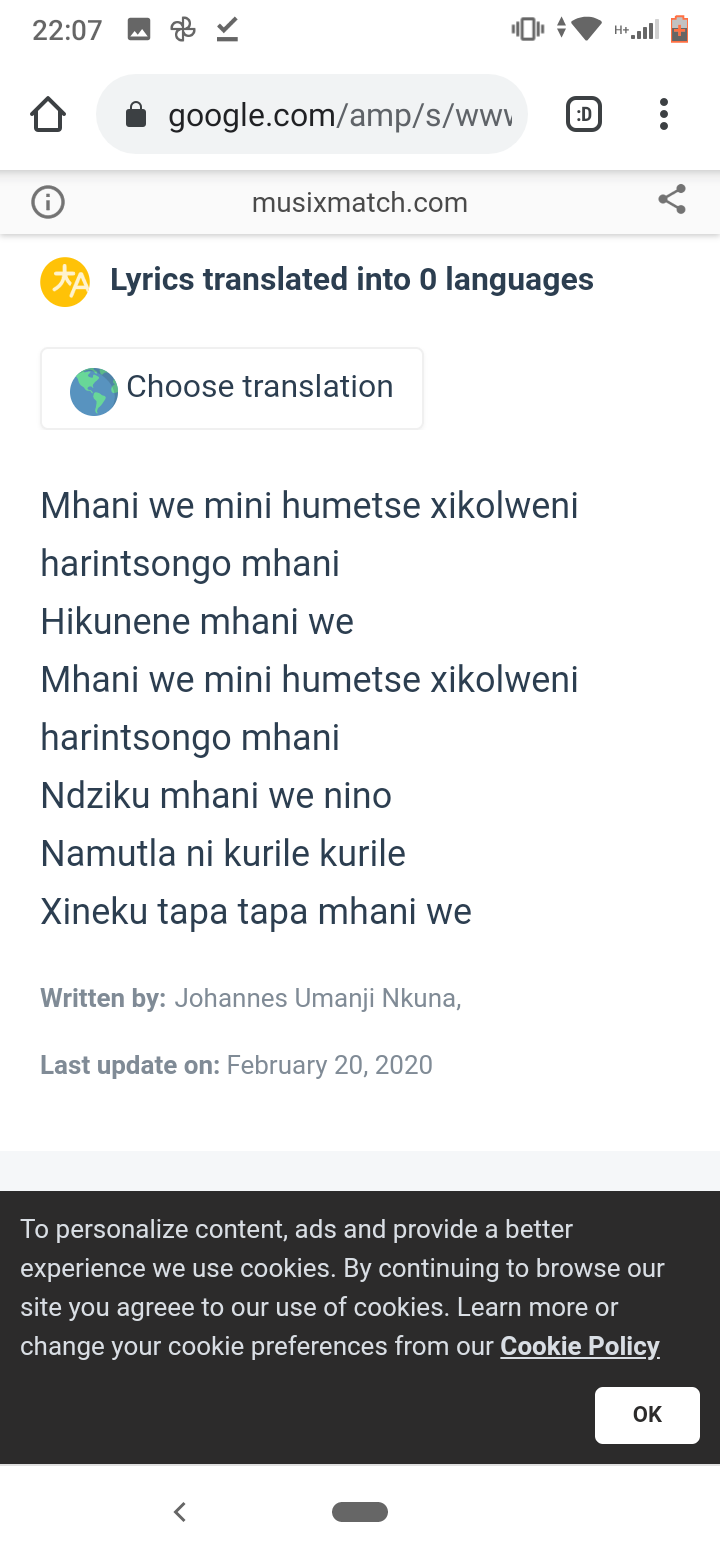 22:07
H+
google.com/amp/s/www
:D
musixmatch.com
Lyrics translated into 0 languages
Choose translation
Mhani we mini humetse xikolweni
harintsongo mhani
Hikunene mhani we
Mhani we mini humetse xikolweni
harintsongo mhani
Ndziku mhani we nino
Namutla ni kurile kurile
Xineku tapa tapa mhani we
Written by: Johannes Umanji Nkuna,
Last update on: February 20, 2020
To personalize content, ads and provide a better
experience we use cookies. By continuing to browse our
site you agreee to our use of cookies. Learn more or
change your cookie preferences from our Cookie Policy
OK